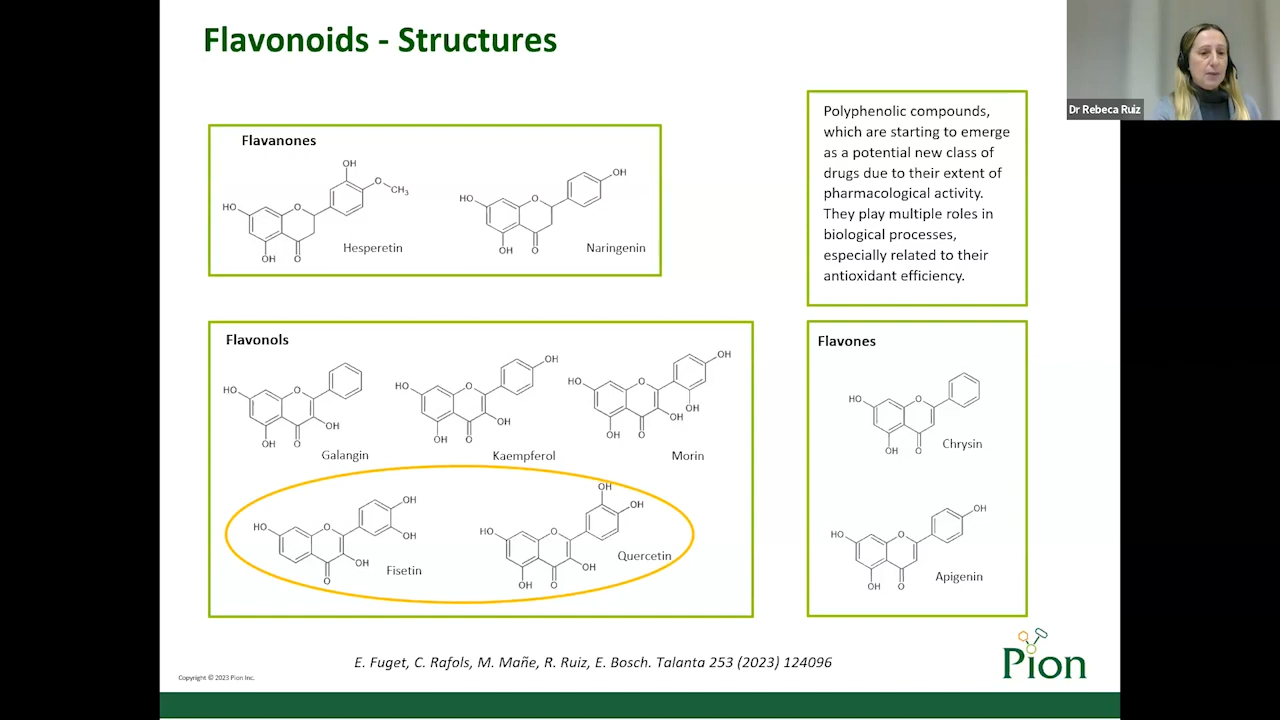 Flavonoids - Structures
Dr Rebeca Ruiz
Polyphenolic compounds,
which are starting to emerge
as a potential new class of
drugs due to their extent of
pharmacological activity.
They play multiple roles in
biological processes,
especially related to their
antioxidant efficiency.
Flavanones
OH
O
CH3
HO
O
OH
O
Hesperetin
OH
HO
O
OH
O
Naringenin
Flavonols
HO
O
OH
OH
O
Galangin
OH
HO
O
OH
OH
O
Kaempferol
OH
HO
O
OH
OH
OH
O
Morin
OH
HO
O
OH
OH
O
Fisetin
OH
OH
HO
O
OH
OH
O
Quercetin
Flavones
HO
O
OH
O
Chrysin
OH
HO
O
OH
O
Apigenin
E. Fuget, C. Rafols, M. Mañe, R. Ruiz, E. Bosch. Talanta 253 (2023) 124096
Copyright © 2023 Pion Inc.
Pion